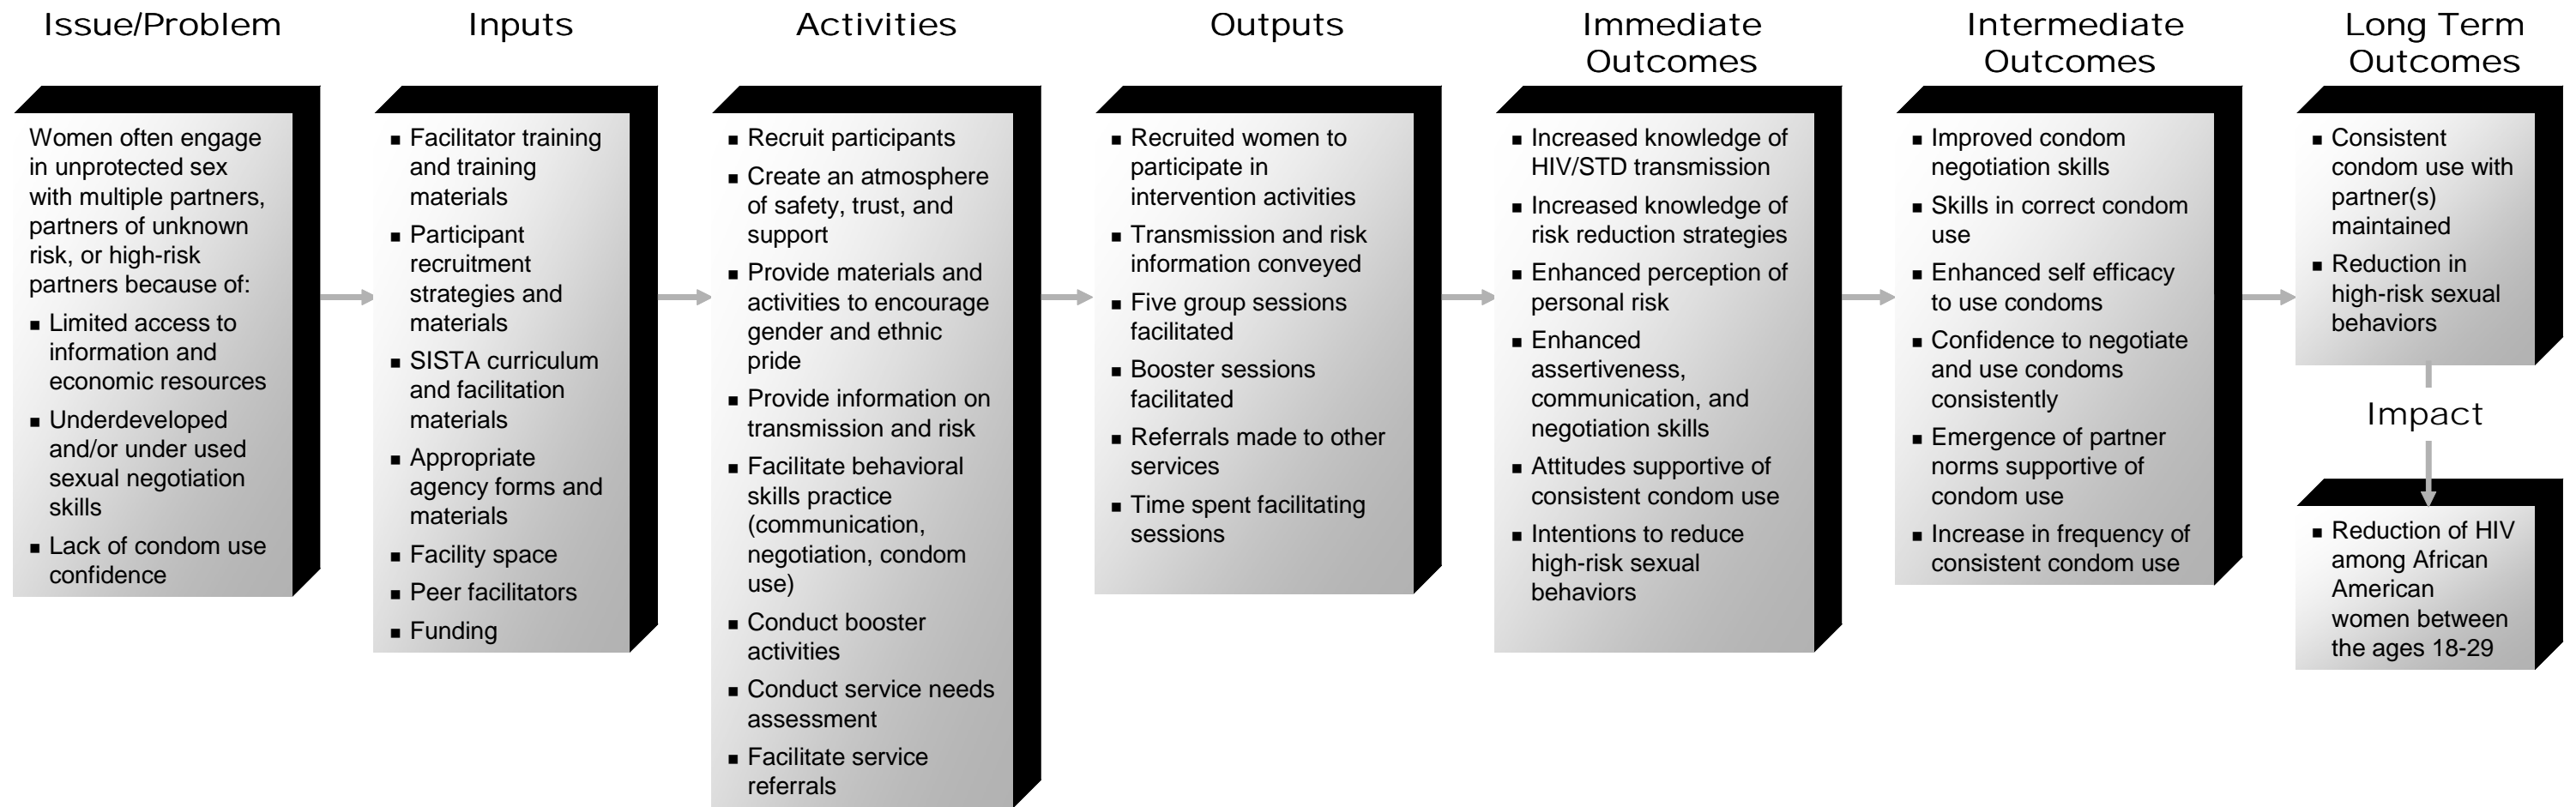 Issue/Problem
Women often engage
in unprotected sex
with multiple partners,
partners of unknown
risk, or high-risk
partners because of:
▪ Limited access to
information and
economic resources
▪ Underdeveloped
and/or under used
sexual negotiation
skills
▪ Lack of condom use
confidence
Inputs
▪ Facilitator training
and training
materials
▪ Participant
recruitment
strategies and
materials
▪ SISTA curriculum
and facilitation
materials
▪ Appropriate
agency forms and
materials
▪ Facility space
▪ Peer facilitators
▪ Funding
Activities
▪ Recruit participants
▪ Create an atmosphere
of safety, trust, and
support
▪ Provide materials and
activities to encourage
gender and ethnic
pride
▪ Provide information on
transmission and risk
▪ Facilitate behavioral
skills practice
(communication,
negotiation, condom
use)
▪ Conduct booster
activities
▪ Conduct service needs
assessment
▪ Facilitate service
referrals
Outputs
▪ Recruited women to
participate in
intervention activities
▪ Transmission and risk
information conveyed
▪ Five group sessions
facilitated
▪ Booster sessions
facilitated
▪ Referrals made to other
services
▪ Time spent facilitating
sessions
Immediate
Outcomes
▪ Increased knowledge of
HIV/STD transmission
▪ Increased knowledge of
risk reduction strategies
▪ Enhanced perception of
personal risk
▪ Enhanced
assertiveness,
communication, and
negotiation skills
▪ Attitudes supportive of
consistent condom use
▪ Intentions to reduce
high-risk sexual
behaviors
Intermediate
Outcomes
▪ Improved condom
negotiation skills
▪ Skills in correct condom
use
▪ Enhanced self efficacy
to use condoms
▪ Confidence to negotiate
and use condoms
consistently
▪ Emergence of partner
norms supportive of
condom use
▪ Increase in frequency of
consistent condom use
Long Term
Outcomes
▪ Consistent
condom use with
partner(s)
maintained
▪ Reduction in
high-risk sexual
behaviors
Impact
▪ Reduction of HIV
among African
American
women between
the ages 18-29